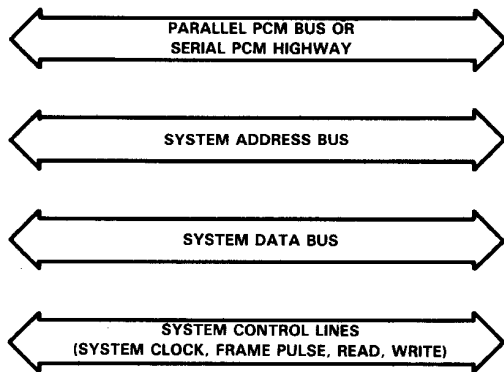 PARALLEL PCM BUS OR
SERIAL PCM HIGHWAY
SYSTEM ADDRESS BUS
SYSTEM DATA BUS
SYSTEM CONTROL LINES
(SYSTEM CLOCK, FRAME PULSE, READ, WRITE)